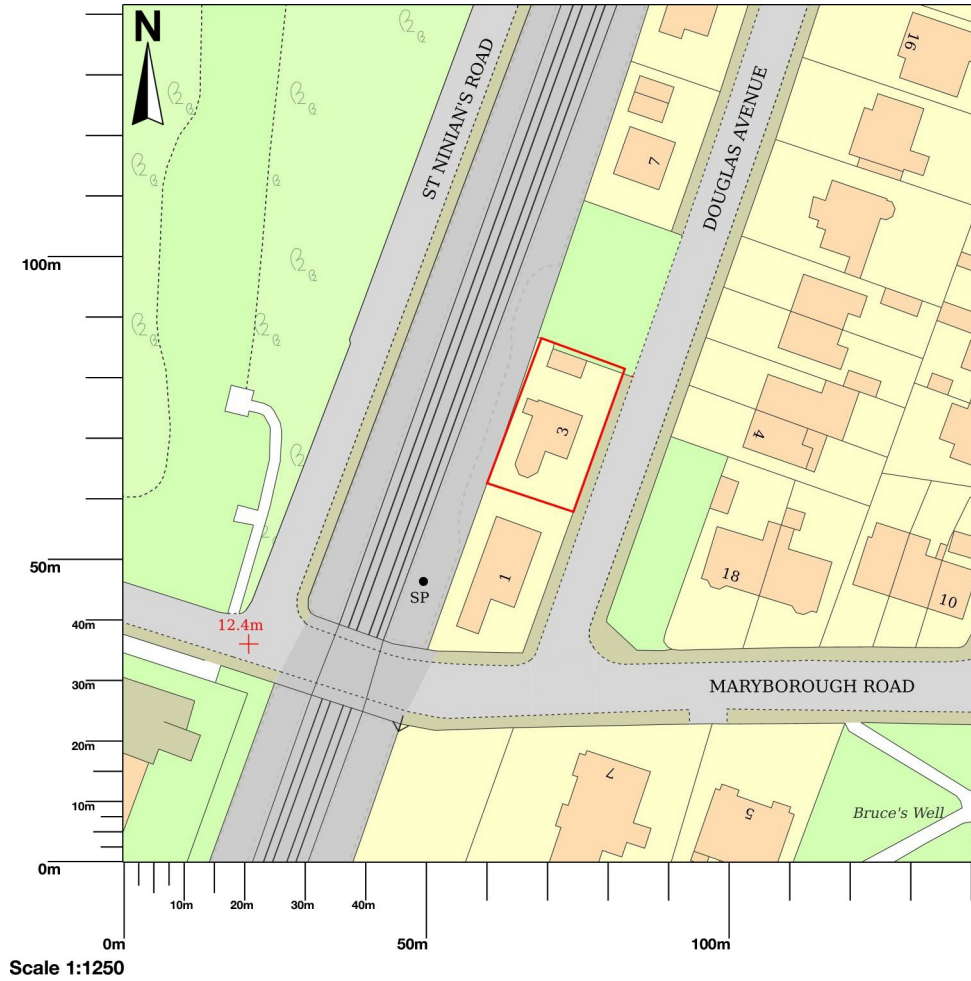 N
ST NINIAN'S ROAD
DOUGLAS AVENUE
16
7
100m
3
4
50m
1
18
10
SP
40m
12.4m
30m
MARYBOROUGH ROAD
20m
7
10m
5
Bruce's Well
0m
10m
20m
30m
40m
0m
50m
100m
Scale 1:1250